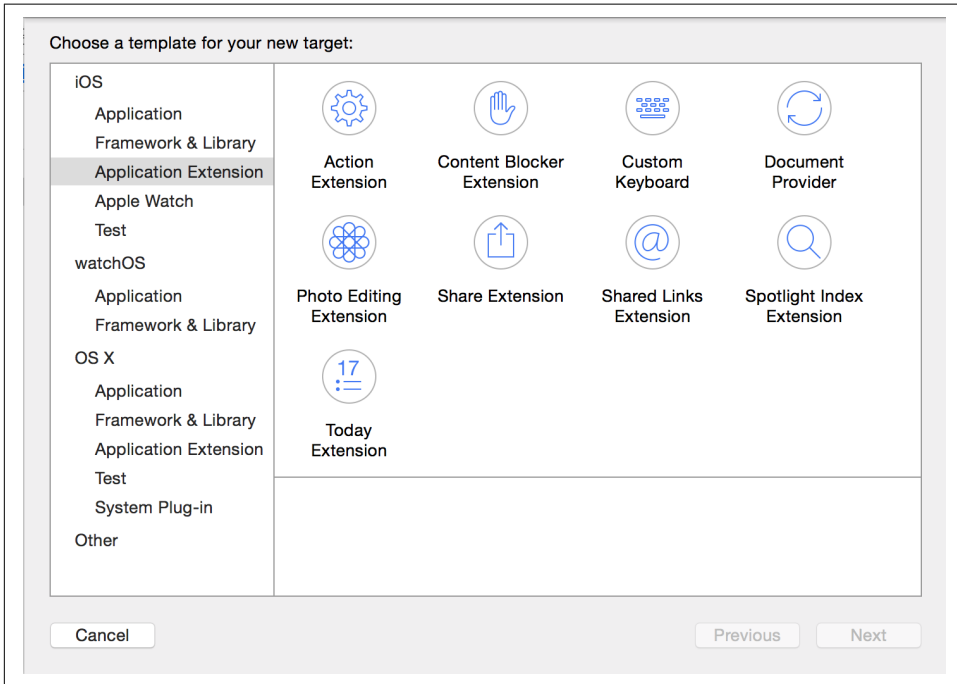 Choose a template for your new target:
iOS
Application
Framework & Library
Application Extension
Apple Watch
Test
watchOS
Application
Framework & Library
OS X
Application
Framework & Library
Application Extension
Test
System Plug-in
Other
Action
Extension
Content Blocker
Extension
Custom
Keyboard
Document
Provider
Photo Editing
Extension
Share Extension
Shared Links
Extension
Spotlight Index
Extension
17
Today
Extension
Cancel
Previous
Next